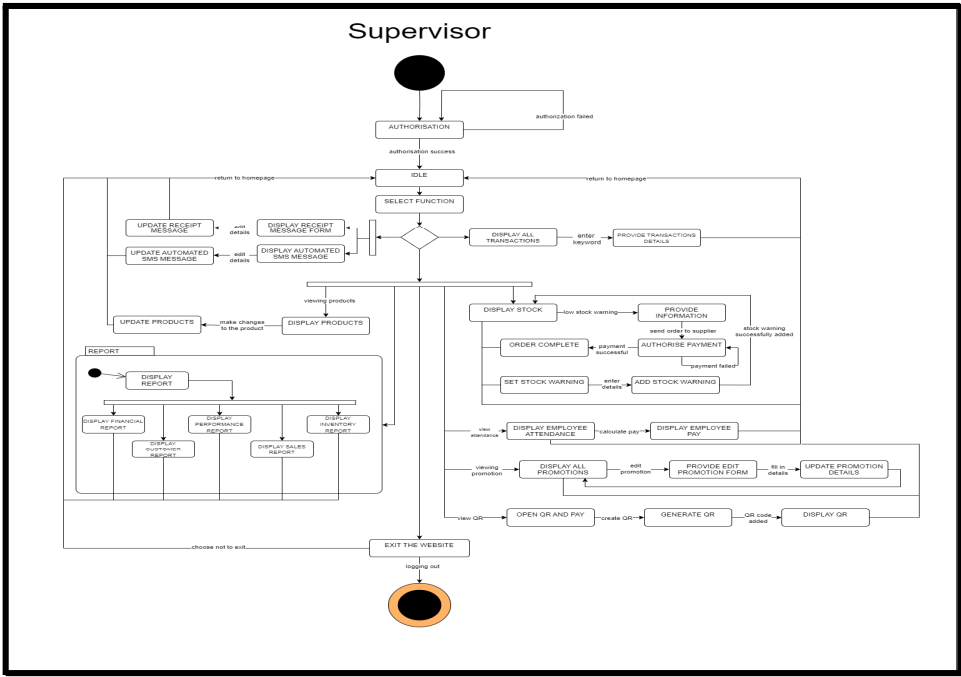 Supervisor
authorization failed
AUTHORISATION
authorisation success
return to homepage
IDLE
return to homepage
SELECT FUNCTION
UPDATE RECEIPT
MESSAGE
edit
details
DISPLAY RECEIPT
MESSAGE FORM
DISPLAY ALL
TRANSACTIONS
enter
keyword
PROVIDE TRANSACTIONS
DETAILS
UPDATE AUTOMATED
SMS MESSAGE
edit
details
DISPLAY AUTOMATED
SMS MESSAGE
viewing products
UPDATE PRODUCTS
make changes
to the product
DISPLAY PRODUCTS
DISPLAY STOCK
low stock warning
PROVIDE
INFORMATION
stock warning
successfully added
send order to supplier
ORDER COMPLETE
payment
successful
AUTHORISE PAYMENT
payment failed
SET STOCK WARNING
enter
details
ADD STOCK WARNING
REPORT
DISPLAY
REPORT
DISPLAY FINANCIAL
REPORT
DISPLAY
PERFORMANCE
REPORT
DISPLAY
INVENTORY
REPORT
DISPLAY
CUSTOMER
REPORT
DISPLAY SALES
REPORT
view
attendance
DISPLAY EMPLOYEE
ATTENDANCE
calculate pay
DISPLAY EMPLOYEE
PAY
viewing
promotion
DISPLAY ALL
PROMOTIONS
edit
promotion
PROVIDE EDIT
PROMOTION FORM
fill in
details
UPDATE PROMOTION
DETAILS
view QR
OPEN QR AND PAY
create QR
GENERATE QR
QR code
added
DISPLAY QR
choose not to exit
EXIT THE WEBSITE
logging out